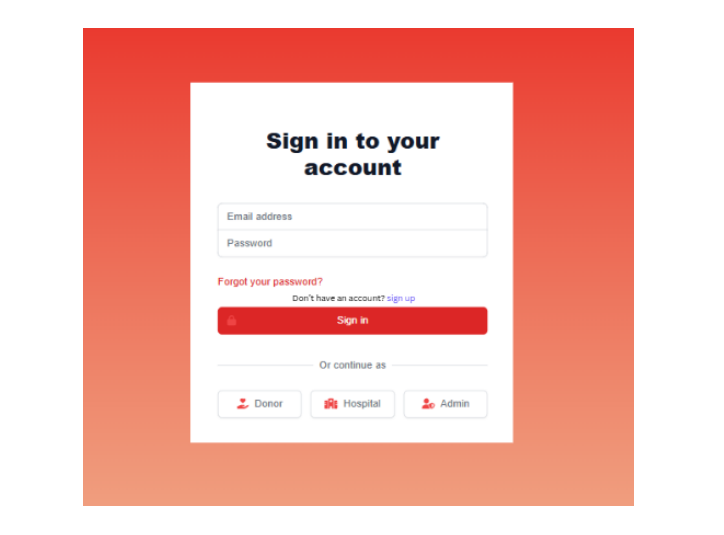 Sign in to your
account
Email address
Password
Forgot your password?
Don't have an account? sign up
Sign in
Or continue as
Donor Hospital Admin